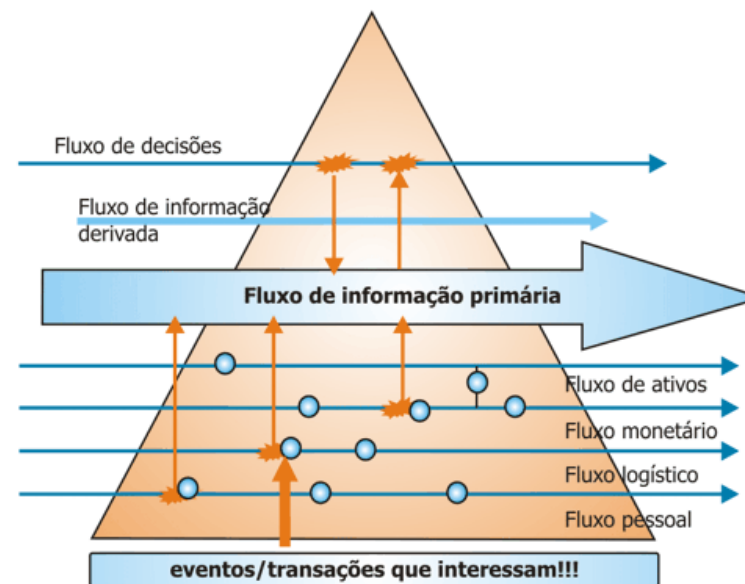 Fluxo de decisões
Fluxo de informação
derivada
Fluxo de informação primária
Fluxo de ativos
Fluxo monetário
Fluxo logístico
Fluxo pessoal
eventos/transações que interessam!!!